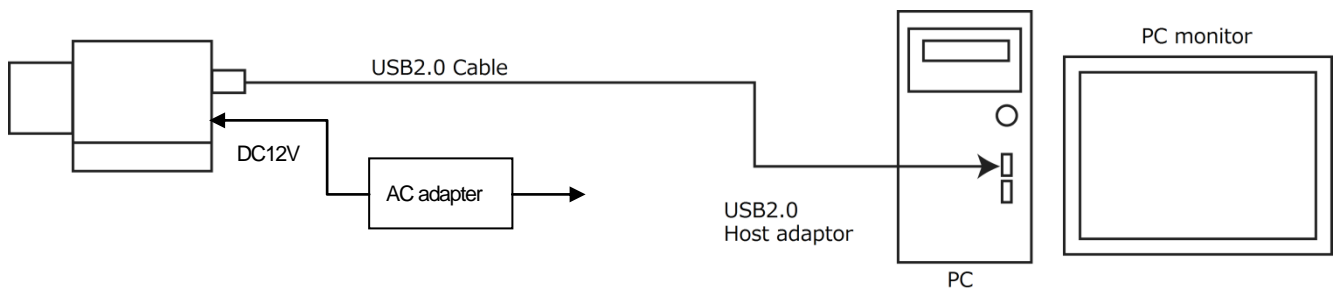 PC monitor
USB2.0 Cable
DC12V
AC adapter
USB2.0
Host adaptor
PC